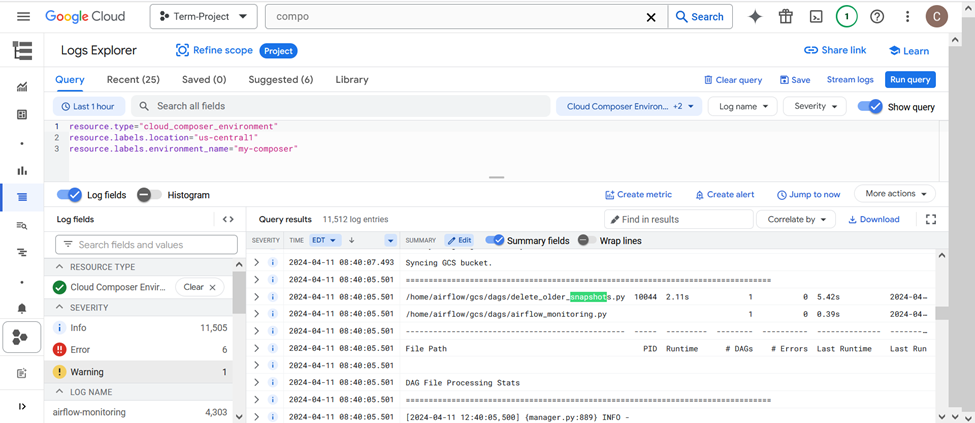 Google Cloud
Term-Project
compo
Search
1
C
Logs Explorer
Refine scope
Project
Share link
Learn
Query
Recent (25)
Saved (0)
Suggested (6)
Library
Clear query
Save
Stream logs
Run query
Last 1 hour
Search all fields
Cloud Composer Environ... +2
Log name
Severity
Show query
1 resource.type="cloud_composer_environment"
2 resource.labels.location="us-central1"
3 resource.labels.environment_name="my-composer"
Log fields
Histogram
Create metric
Create alert
Jump to now
More actions
Log fields
Query results 11,512 log entries
Find in results
Correlate by
Download
Search fields and values
SEVERITY TIME EDT SUMMARY Edit Summary fields Wrap lines
RESOURCE TYPE
Cloud Composer Envir... Clear
SEVERITY
Info 11,505
Error 6
Warning 1
LOG NAME
airflow-monitoring 4,303
2024-04-11 08:40:07.493 Syncing GCS bucket.
2024-04-11 08:40:05.501 ================================================================================
2024-04-11 08:40:05.501 /home/airflow/gcs/dags/delete_older_snapshots.py 10044 2.11s 1 0 5.42s 2024-04-…
2024-04-11 08:40:05.501 /home/airflow/gcs/dags/airflow_monitoring.py 1 0 0.39s 2024-04-…
2024-04-11 08:40:05.501 ------------------------------------------------ ----- --------- ------ -------- ------------ --------…
2024-04-11 08:40:05.501 File Path PID Runtime # DAGs # Errors Last Runtime Last Run
2024-04-11 08:40:05.501
2024-04-11 08:40:05.501 DAG File Processing Stats
2024-04-11 08:40:05.501 ================================================================================
2024-04-11 08:40:05.501 [2024-04-11 12:40:05,500] {manager.py:889} INFO -